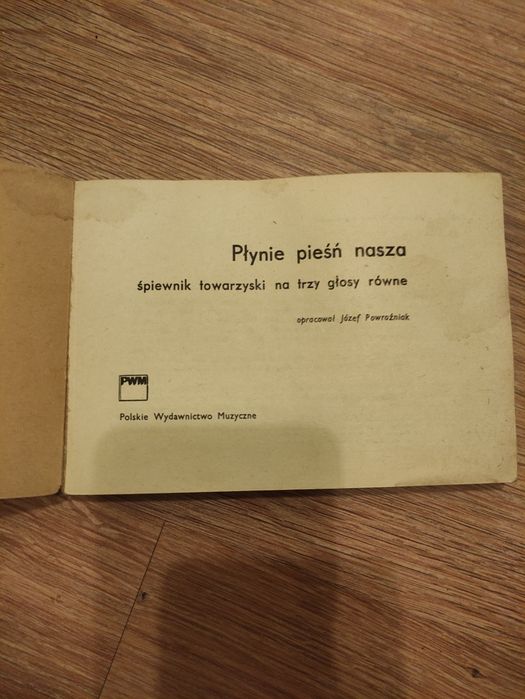 Płynie pieśń nasza
śpiewnik towarzyski na trzy głosy równe
opracował Józef Powroźniak
PWM
Polskie Wydawnictwo Muzyczne